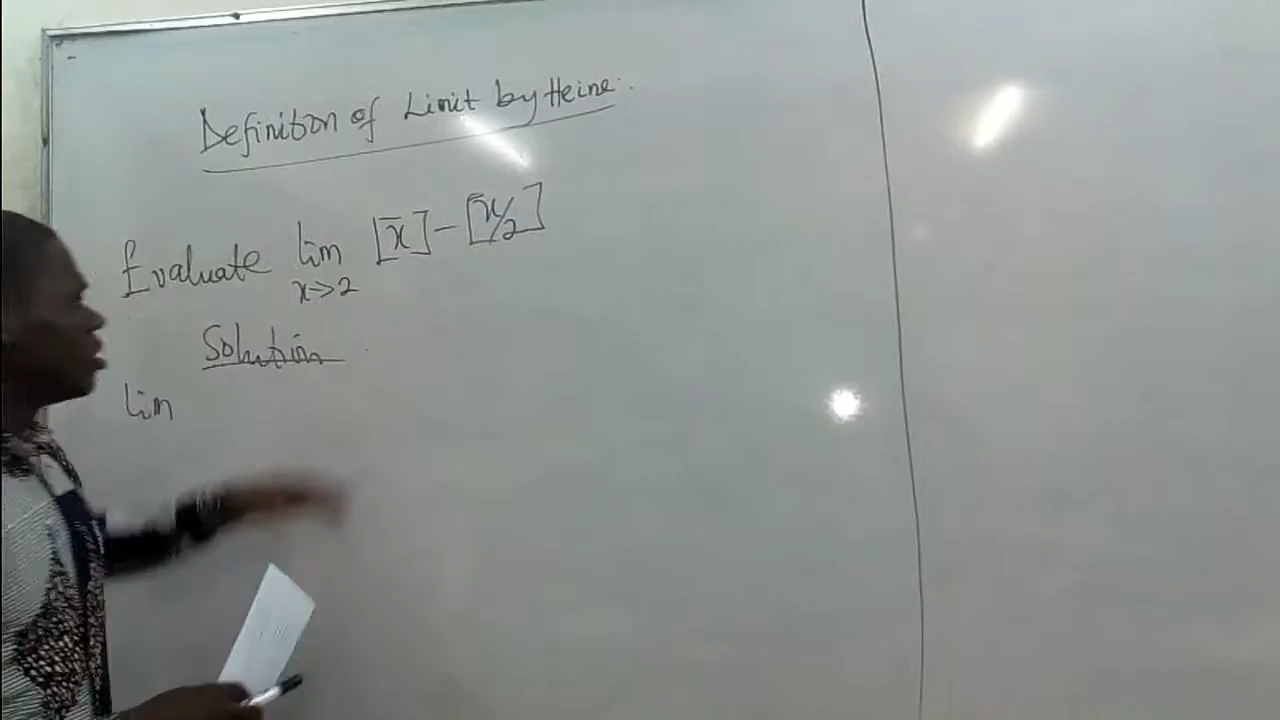 Definition of Limit by Heine:
Evaluate lim [x] - [x/2]
x→2
Solution
lim